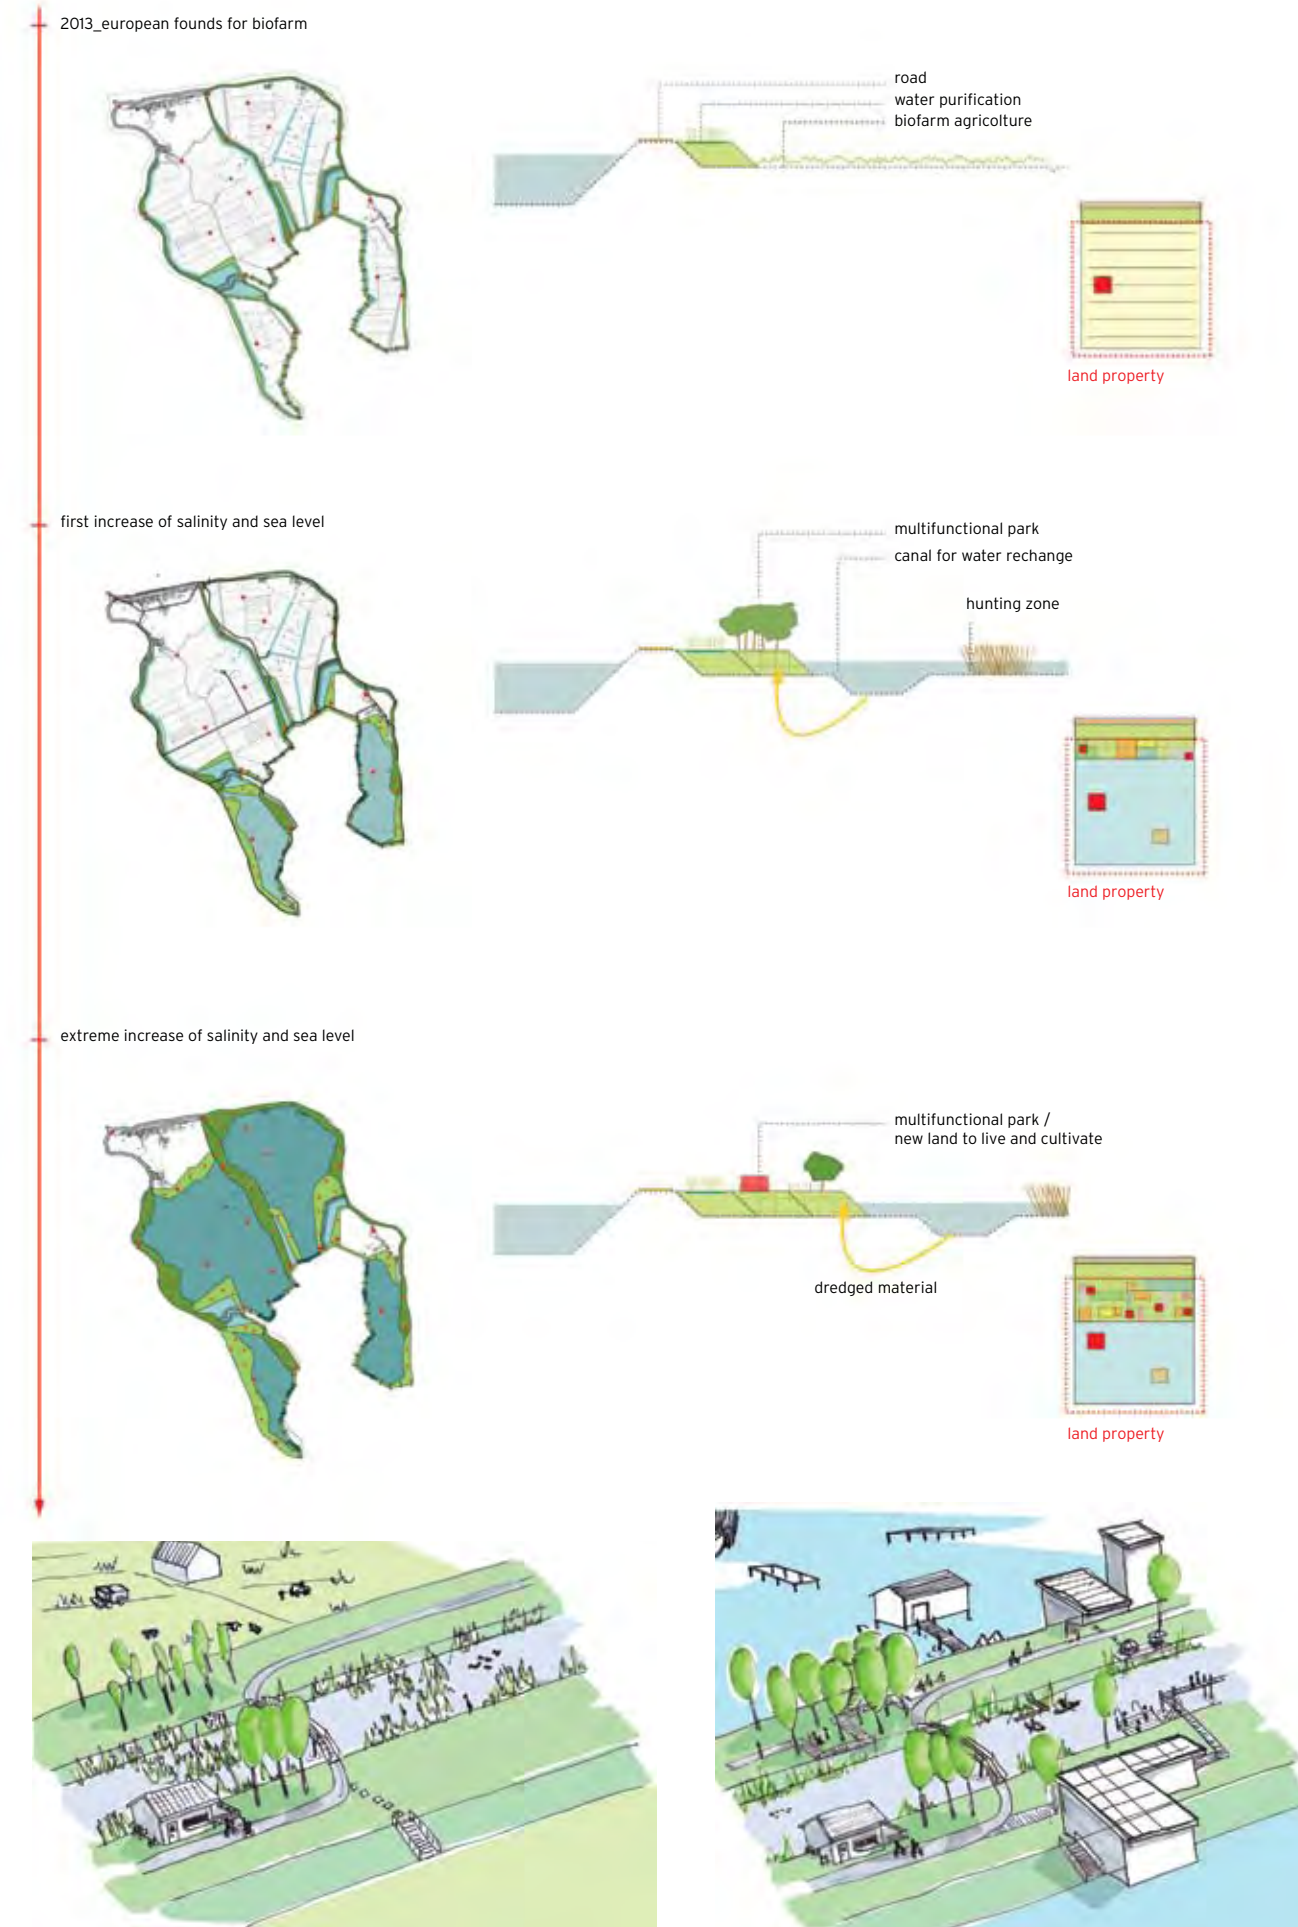 2013_european founds for biofarm
road
water purification
biofarm agricolture
land property
first increase of salinity and sea level
multifunctional park
canal for water rechange
hunting zone
land property
extreme increase of salinity and sea level
multifunctional park /
new land to live and cultivate
dredged material
land property